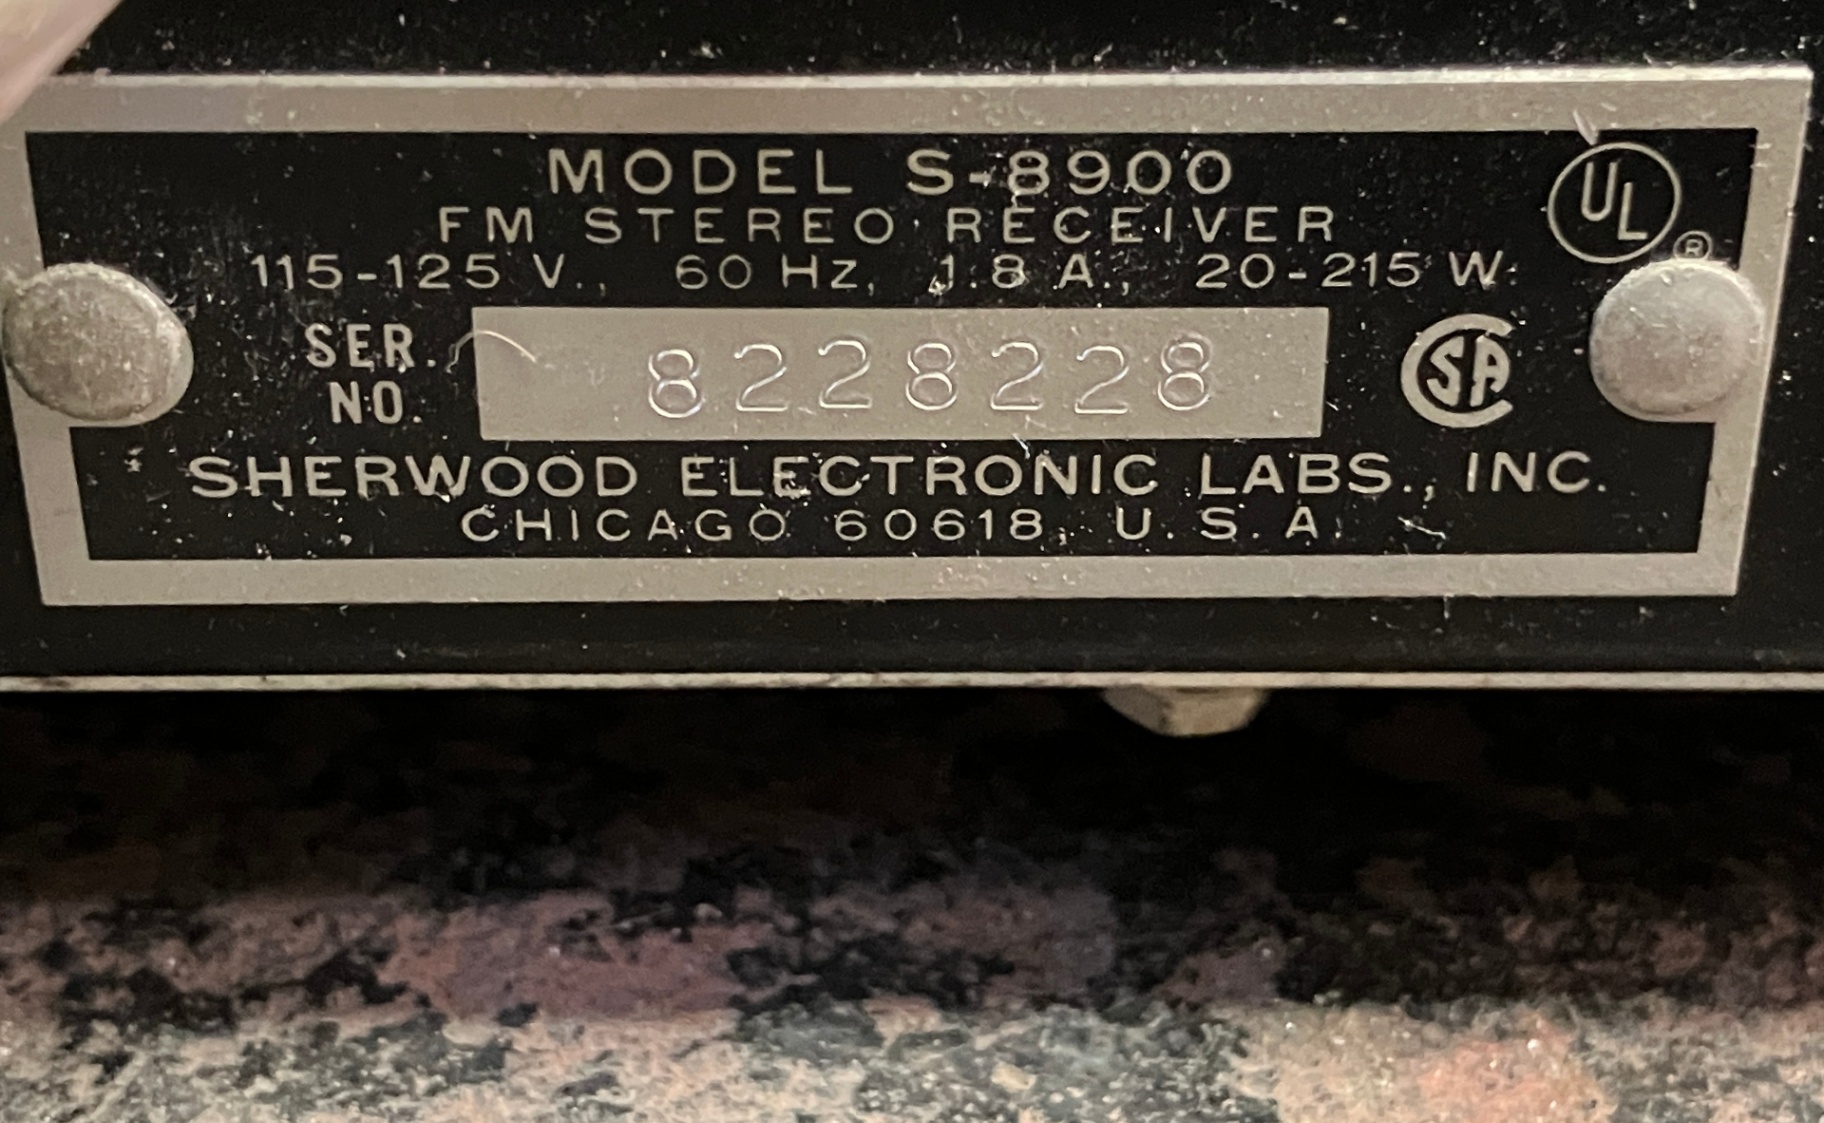 MODEL S-8900
UL ®
FM STEREO RECEIVER
115-125 V., 60 Hz, 1.8 A., 20-215 W.
SER. NO. 8228228
CSA
SHERWOOD ELECTRONIC LABS., INC.
CHICAGO 60618, U.S.A.